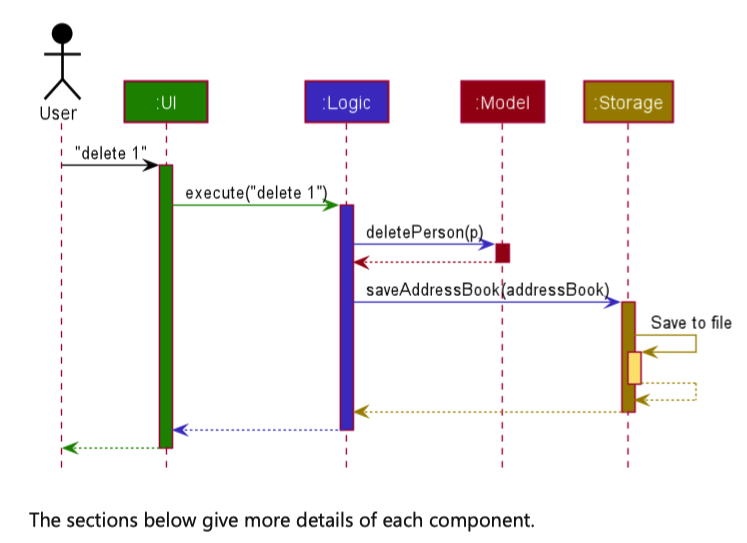 User
:UI
:Logic
:Model
:Storage
"delete 1"
execute("delete 1")
deletePerson(p)
saveAddressBook(addressBook)
Save to file
The sections below give more details of each component.